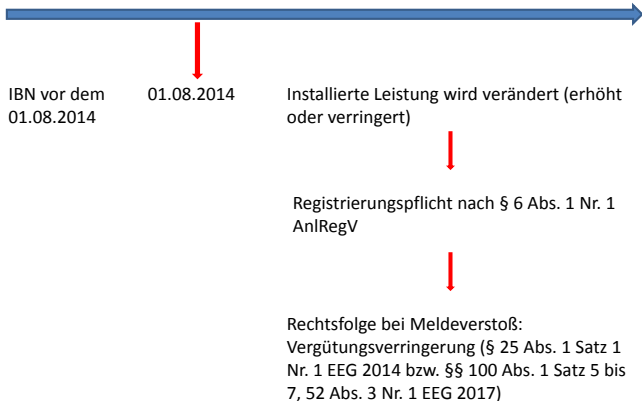 IBN vor dem
01.08.2014
01.08.2014
Installierte Leistung wird verändert (erhöht
oder verringert)
Registrierungspflicht nach § 6 Abs. 1 Nr. 1
AnlRegV
Rechtsfolge bei Meldeverstoß:
Vergütungsverringerung (§ 25 Abs. 1 Satz 1
Nr. 1 EEG 2014 bzw. §§ 100 Abs. 1 Satz 5 bis
7, 52 Abs. 3 Nr. 1 EEG 2017)